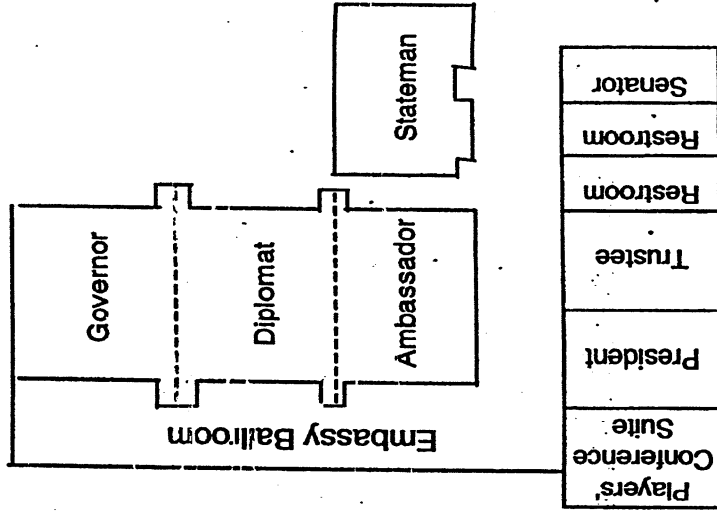 Governor
Diplomat
Ambassador
Stateman
Embassy Ballroom
Players'
Conference
Suite
President
Trustee
Restroom
Restroom
Senator